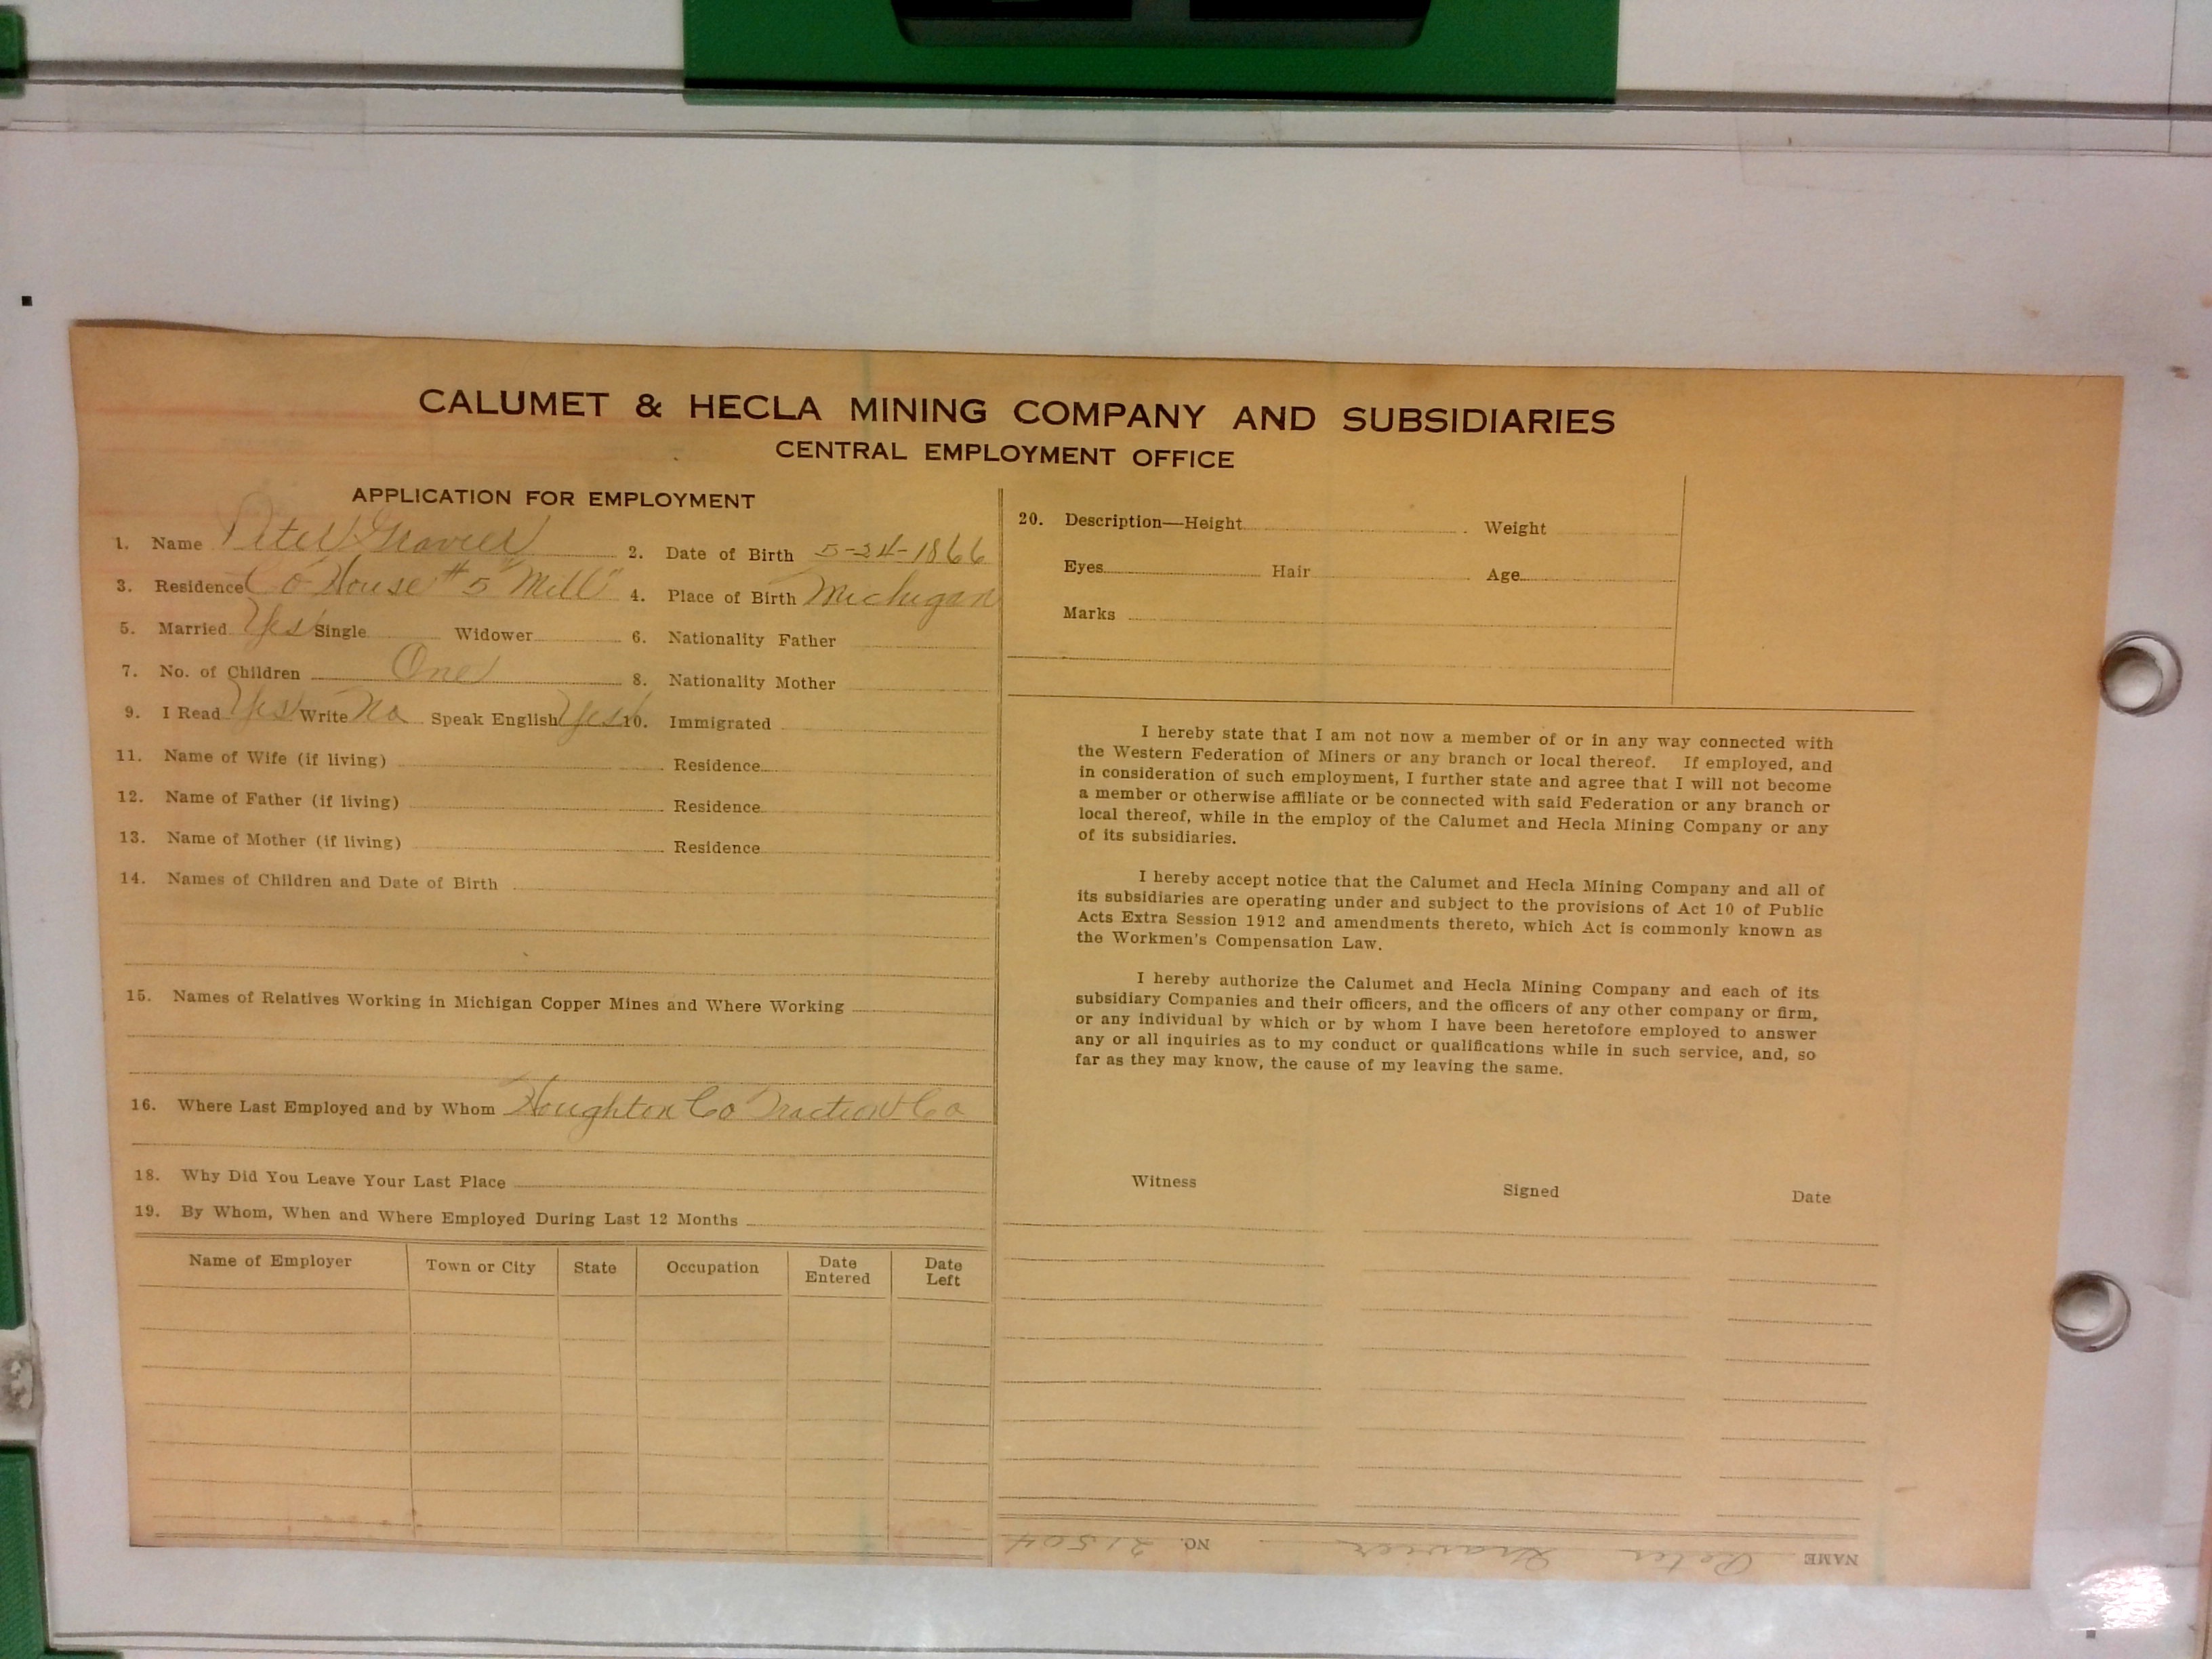 CALUMET & HECLA MINING COMPANY AND SUBSIDIARIES
CENTRAL EMPLOYMENT OFFICE
APPLICATION FOR EMPLOYMENT
1. Name Peter Gravier 2. Date of Birth 5-24-1866
3. Residence Co House #5 "Mill" 4. Place of Birth Michigan
5. Married Yes Single Widower 6. Nationality Father
7. No. of Children One 8. Nationality Mother
9. I Read Yes Write No Speak English Yes 10. Immigrated
11. Name of Wife (if living) Residence
12. Name of Father (if living) Residence
13. Name of Mother (if living) Residence
14. Names of Children and Date of Birth
15. Names of Relatives Working in Michigan Copper Mines and Where Working
16. Where Last Employed and by Whom Houghton Co Traction Co
18. Why Did You Leave Your Last Place
19. By Whom, When and Where Employed During Last 12 Months
Name of Employer Town or City State Occupation Date Entered Date Left
20. Description—Height Weight
Eyes Hair Age
Marks
I hereby state that I am not now a member of or in any way connected with
the Western Federation of Miners or any branch or local thereof. If employed, and
in consideration of such employment, I further state and agree that I will not become
a member or otherwise affiliate or be connected with said Federation or any branch or
local thereof, while in the employ of the Calumet and Hecla Mining Company or any
of its subsidiaries.
I hereby accept notice that the Calumet and Hecla Mining Company and all of
its subsidiaries are operating under and subject to the provisions of Act 10 of Public
Acts Extra Session 1912 and amendments thereto, which Act is commonly known as
the Workmen's Compensation Law.
I hereby authorize the Calumet and Hecla Mining Company and each of its
subsidiary Companies and their officers, and the officers of any other company or firm,
or any individual by which or by whom I have been heretofore employed to answer
any or all inquiries as to my conduct or qualifications while in such service, and, so
far as they may know, the cause of my leaving the same.
Witness Signed Date
NAME Peter Gravier NO. 21504